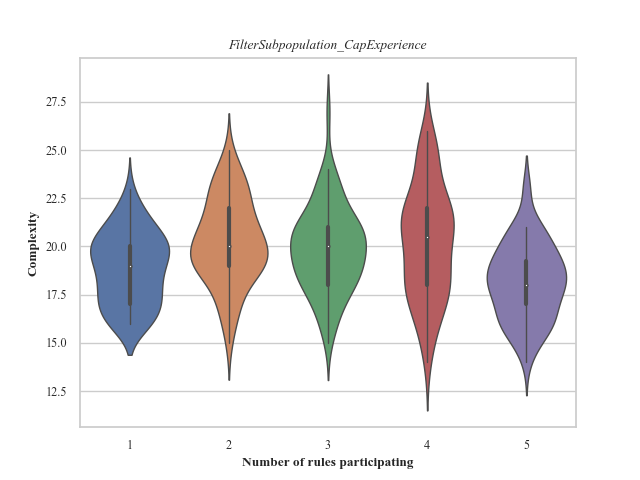 FilterSubpopulation_CapExperience
27.5
25.0
22.5
20.0
17.5
15.0
12.5
Complexity
1 2 3 4 5
Number of rules participating